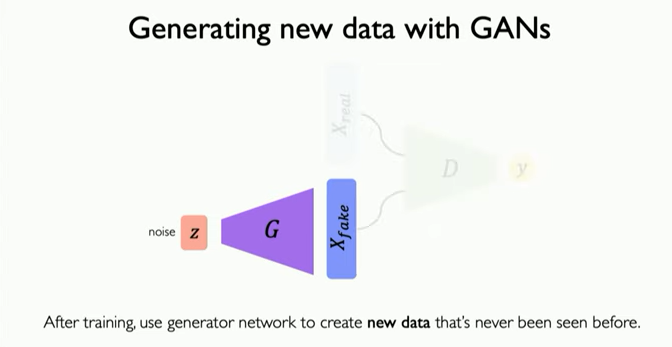 Generating new data with GANs
X_real
D
y
noise
z
G
X_fake
After training, use generator network to create new data that's never been seen before.